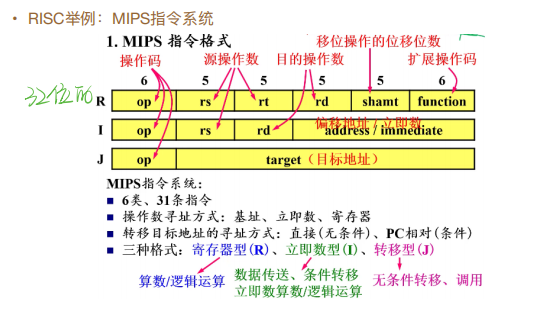 • RISC举例：MIPS指令系统
1. MIPS 指令格式
移位操作的位移位数
操作码 源操作数 目的操作数 扩展操作码
6 5 5 5 5 6
32位的
R op rs rt rd shamt function
I op rs rd address / immediate
偏移地址/立即数
J op target（目标地址）
MIPS指令系统：
■ 6类、31条指令
■ 操作数寻址方式：基址、立即数、寄存器
■ 转移目标地址的寻址方式：直接(无条件)、PC相对(条件)
■ 三种格式：寄存器型(R)、立即数型(I)、转移型(J)
算数/逻辑运算
数据传送、条件转移
立即数算数/逻辑运算
无条件转移、调用